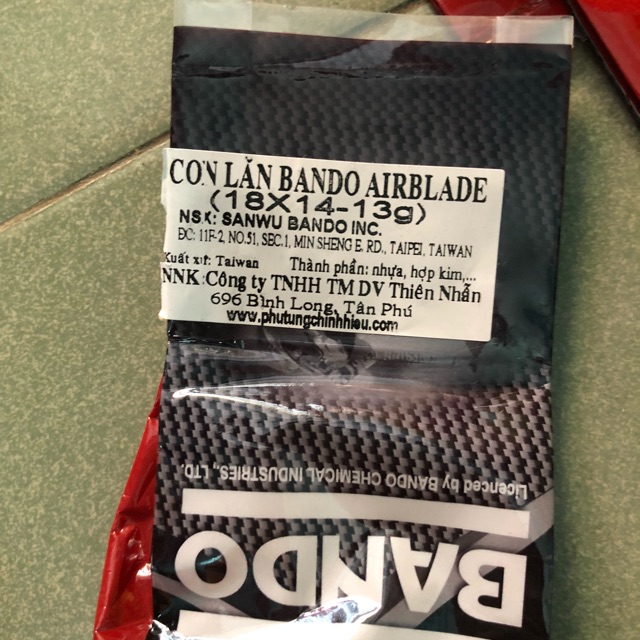 CON LĂN BANDO AIRBLADE
(18X14-13g)
NSK: SANWU BANDO INC.
ĐC: 11F-2, NO.51, SEC.1, MIN SHENG E. RD., TAIPEI, TAIWAN
Xuất xứ: Taiwan Thành phần: nhựa, hợp kim,...
NNK:Công ty TNHH TM DV Thiên Nhẫn
696 Bình Long, Tân Phú
www.phutungchinhhieu.com
Licenced by BANDO CHEMICAL INDUSTRIES., LTD.
BANDO